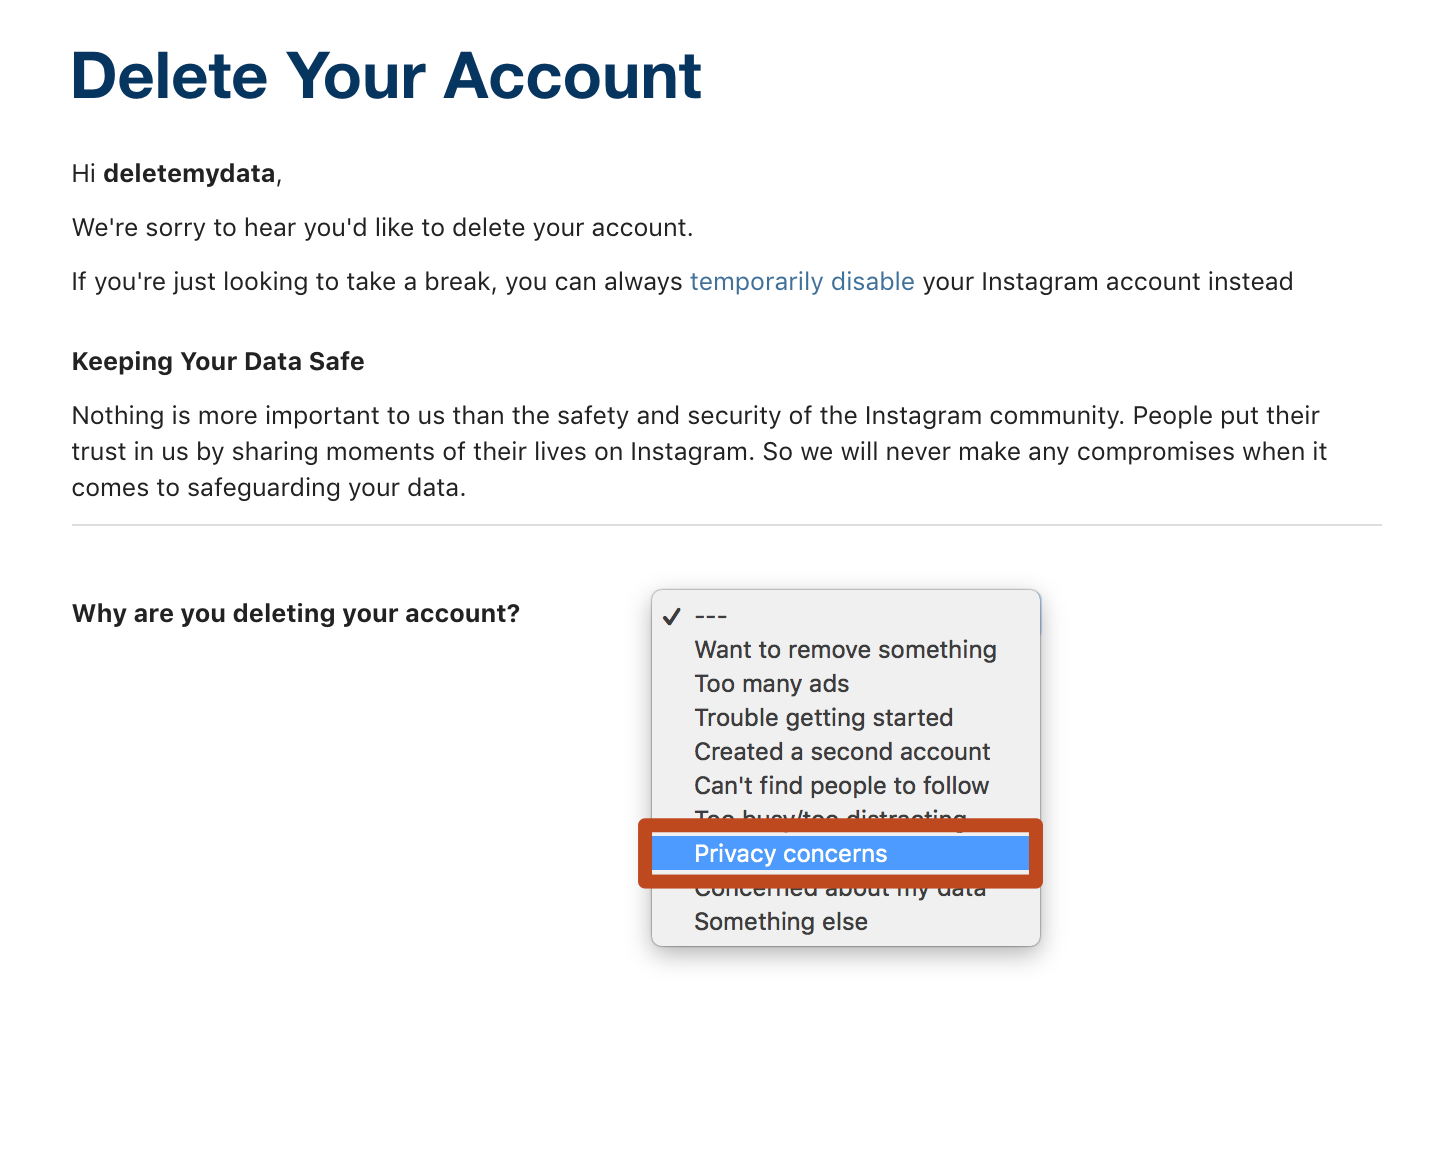 Delete Your Account
Hi deletemydata,
We're sorry to hear you'd like to delete your account.
If you're just looking to take a break, you can always temporarily disable your Instagram account instead
Keeping Your Data Safe
Nothing is more important to us than the safety and security of the Instagram community. People put their
trust in us by sharing moments of their lives on Instagram. So we will never make any compromises when it
comes to safeguarding your data.
Why are you deleting your account?
✓ ---
Want to remove something
Too many ads
Trouble getting started
Created a second account
Can't find people to follow
Too busy/too distracting
Privacy concerns
Concerned about my data
Something else